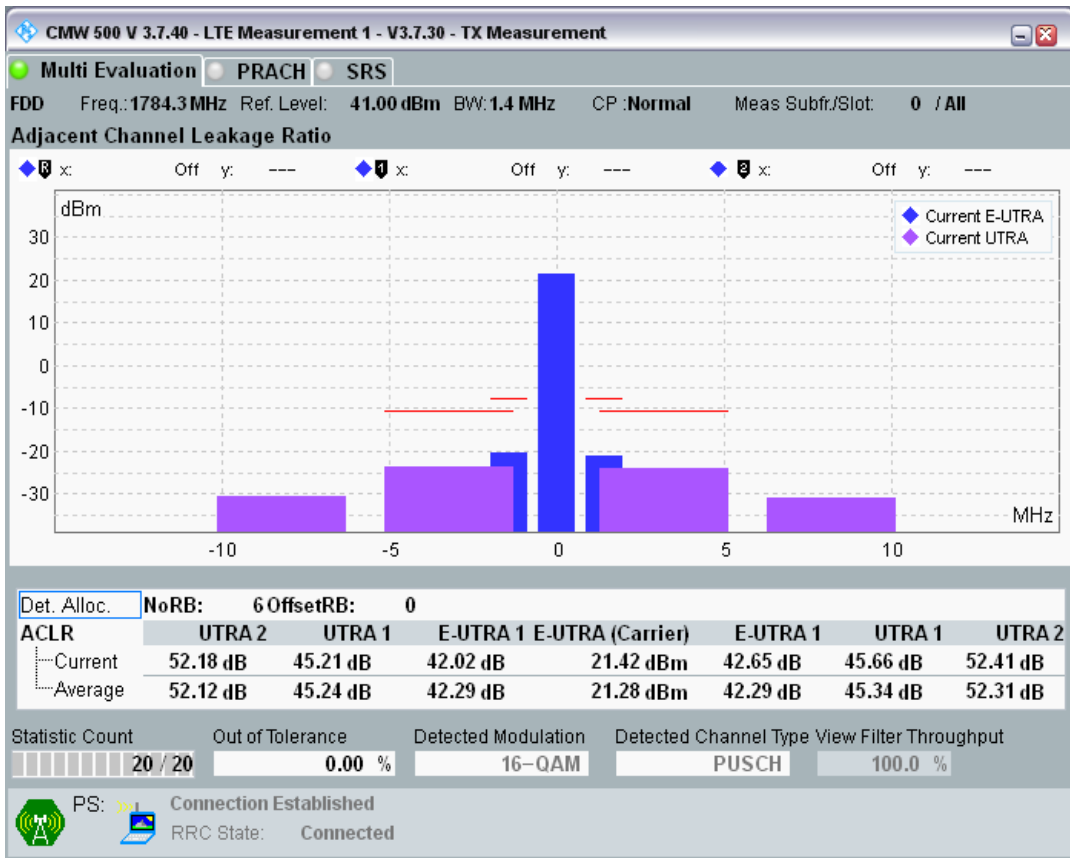 CMW 500 V 3.7.40 - LTE Measurement 1 - V3.7.30 - TX Measurement
Multi Evaluation PRACH SRS
FDD Freq.:1784.3 MHz Ref. Level: 41.00 dBm BW:1.4 MHz CP :Normal Meas Subfr./Slot: 0 / All
Adjacent Channel Leakage Ratio
R x: Off y: --- 1 x: Off y: --- 2 x: Off y: ---
dBm
Current E-UTRA
Current UTRA
30
20
10
0
-10
-20
-30
MHz
-10 -5 0 5 10
Det. Alloc. NoRB: 6 OffsetRB: 0
ACLR UTRA 2 UTRA 1 E-UTRA 1 E-UTRA (Carrier) E-UTRA 1 UTRA 1 UTRA 2
Current 52.18 dB 45.21 dB 42.02 dB 21.42 dBm 42.65 dB 45.66 dB 52.41 dB
Average 52.12 dB 45.24 dB 42.29 dB 21.28 dBm 42.29 dB 45.34 dB 52.31 dB
Statistic Count Out of Tolerance Detected Modulation Detected Channel Type View Filter Throughput
20 / 20 0.00 % 16-QAM PUSCH 100.0 %
PS: Connection Established
RRC State: Connected